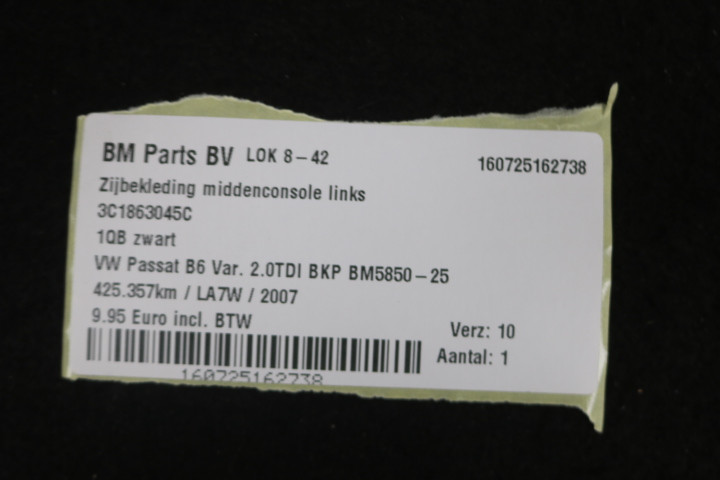 BM Parts BV LOK 8-42 160725162738
Zijbekleding middenconsole links
3C1863045C
1QB zwart
VW Passat B6 Var. 2.0TDI BKP BM5850-25
425.357km / LA7W / 2007
9.95 Euro incl. BTW
Verz: 10
Aantal: 1
160725162738